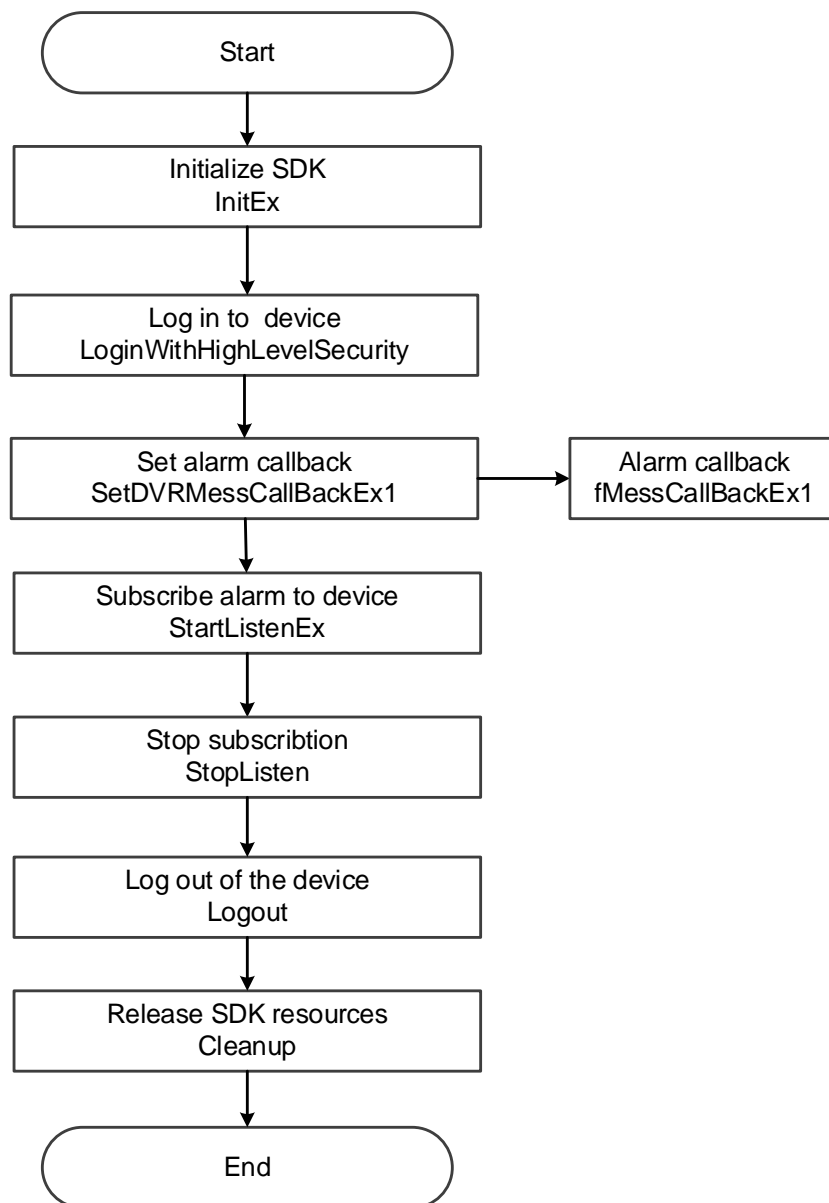 Start
Initialize SDK
InitEx
Log in to  device
LoginWithHighLevelSecurity
Set alarm callback
SetDVRMessCallBackEx1
Alarm callback
fMessCallBackEx1
Subscribe alarm to device
StartListenEx
Stop subscribtion
StopListen
Log out of the device
Logout
Release SDK resources
Cleanup
End